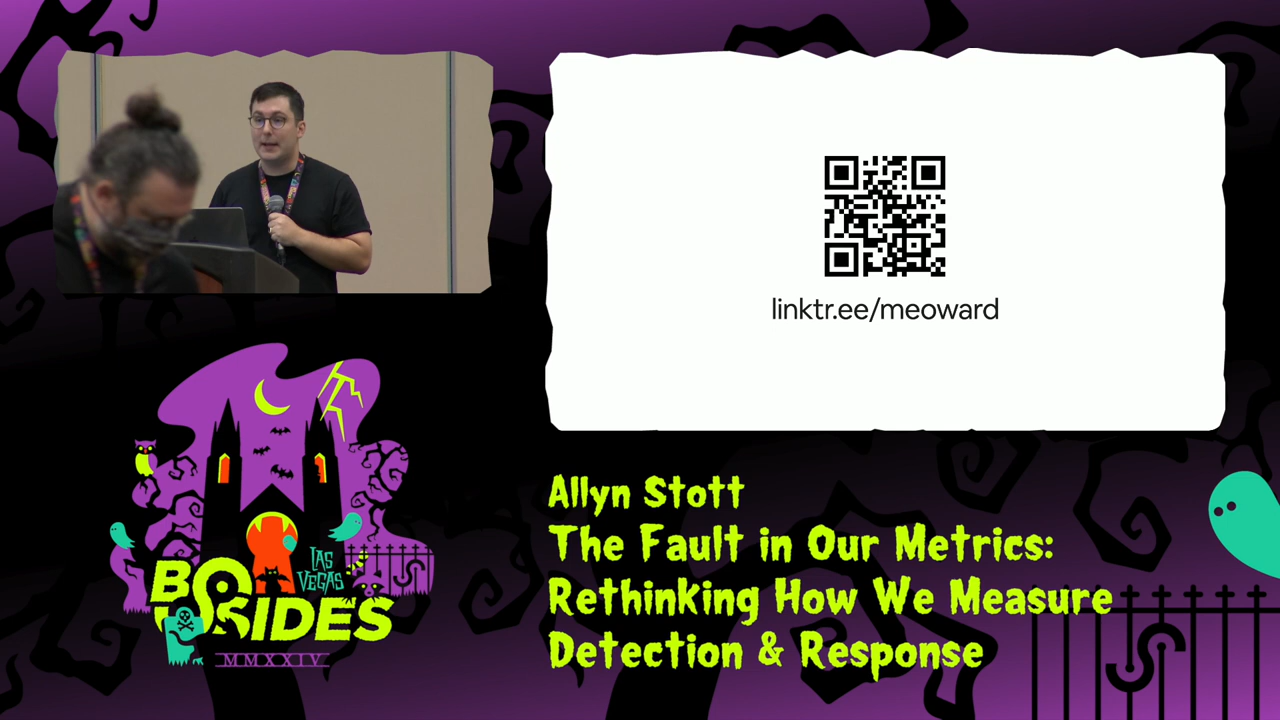 linktr.ee/meoward
Allyn Stott
The Fault in Our Metrics:
Rethinking How We Measure
Detection & Response
LAS
VEGAS
BSIDES
MMXXIV